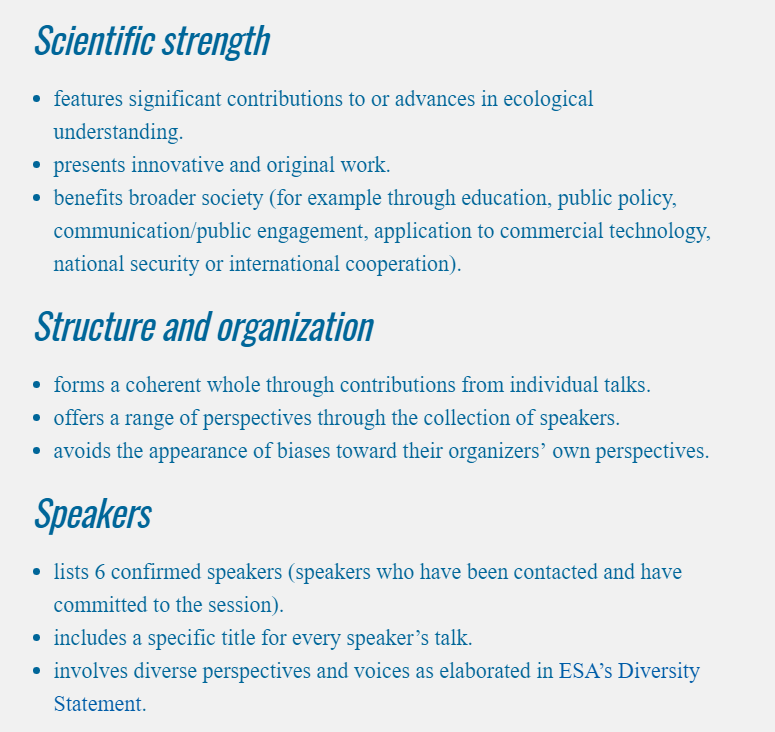 Scientific strength
• features significant contributions to or advances in ecological
understanding.
• presents innovative and original work.
• benefits broader society (for example through education, public policy,
communication/public engagement, application to commercial technology,
national security or international cooperation).
Structure and organization
• forms a coherent whole through contributions from individual talks.
• offers a range of perspectives through the collection of speakers.
• avoids the appearance of biases toward their organizers’ own perspectives.
Speakers
• lists 6 confirmed speakers (speakers who have been contacted and have
committed to the session).
• includes a specific title for every speaker’s talk.
• involves diverse perspectives and voices as elaborated in ESA’s Diversity
Statement.